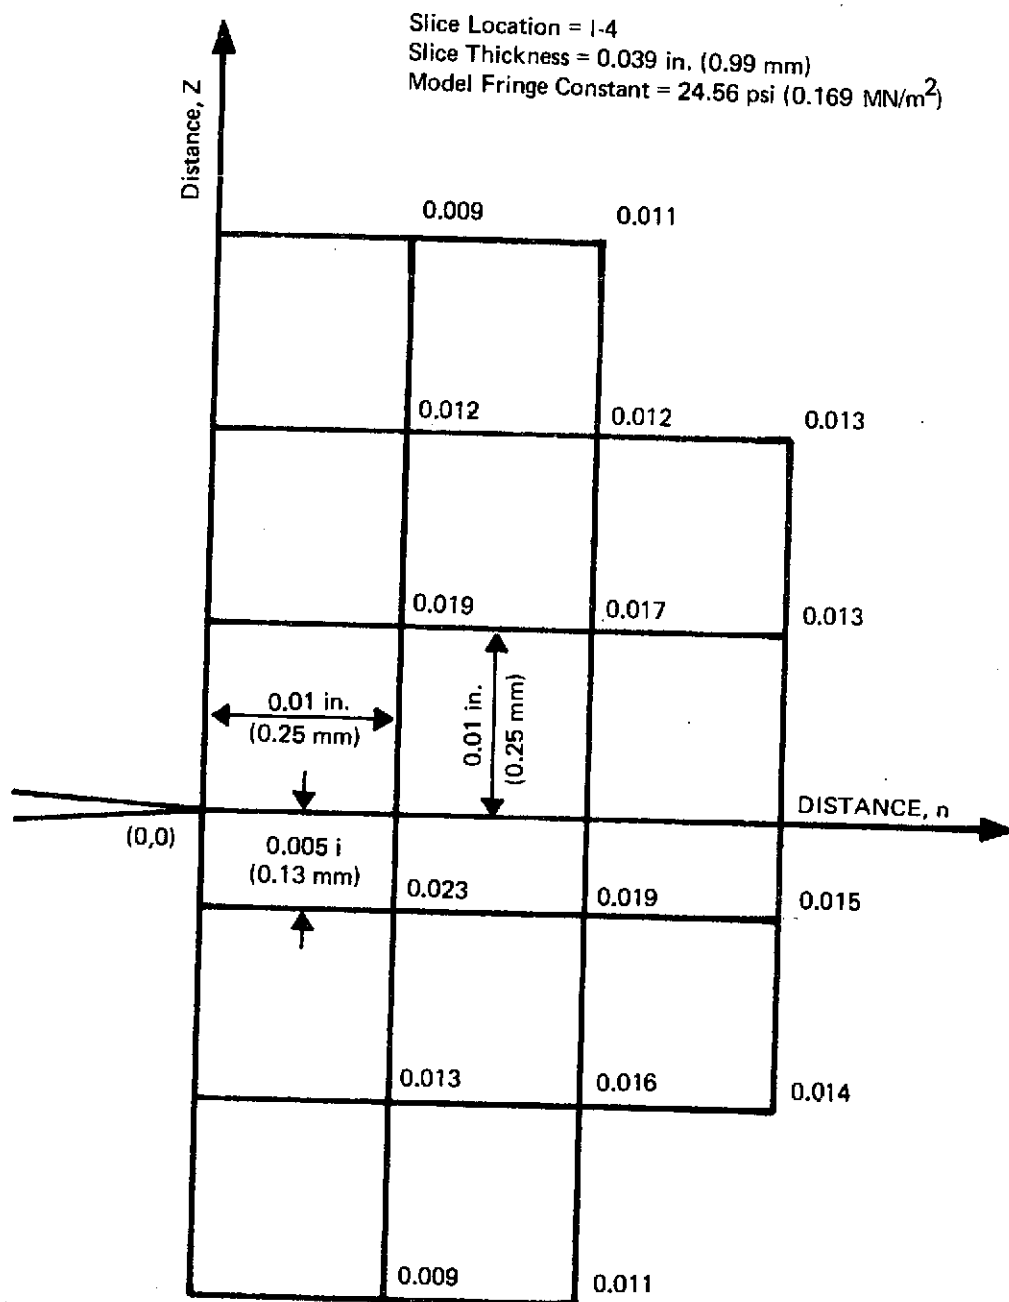 Slice Location = I-4
Slice Thickness = 0.039 in. (0.99 mm)
Model Fringe Constant = 24.56 psi (0.169 MN/m²)
Distance, Z
0.009
0.011
0.012
0.012
0.013
0.019
0.017
0.013
0.01 in.
(0.25 mm)
0.01 in.
(0.25 mm)
DISTANCE, n
(0,0)
0.005 i
(0.13 mm)
0.023
0.019
0.015
0.013
0.016
0.014
0.009
0.011